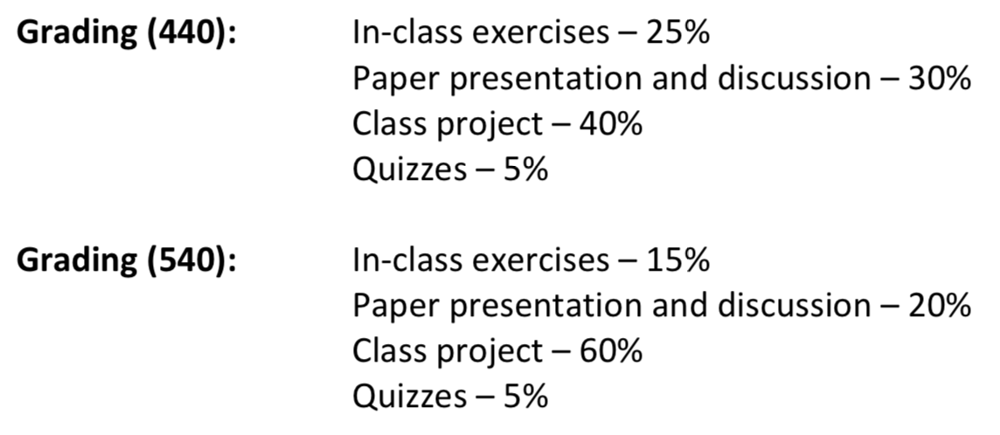 Grading (440): In-class exercises – 25%
Paper presentation and discussion – 30%
Class project – 40%
Quizzes – 5%
Grading (540): In-class exercises – 15%
Paper presentation and discussion – 20%
Class project – 60%
Quizzes – 5%